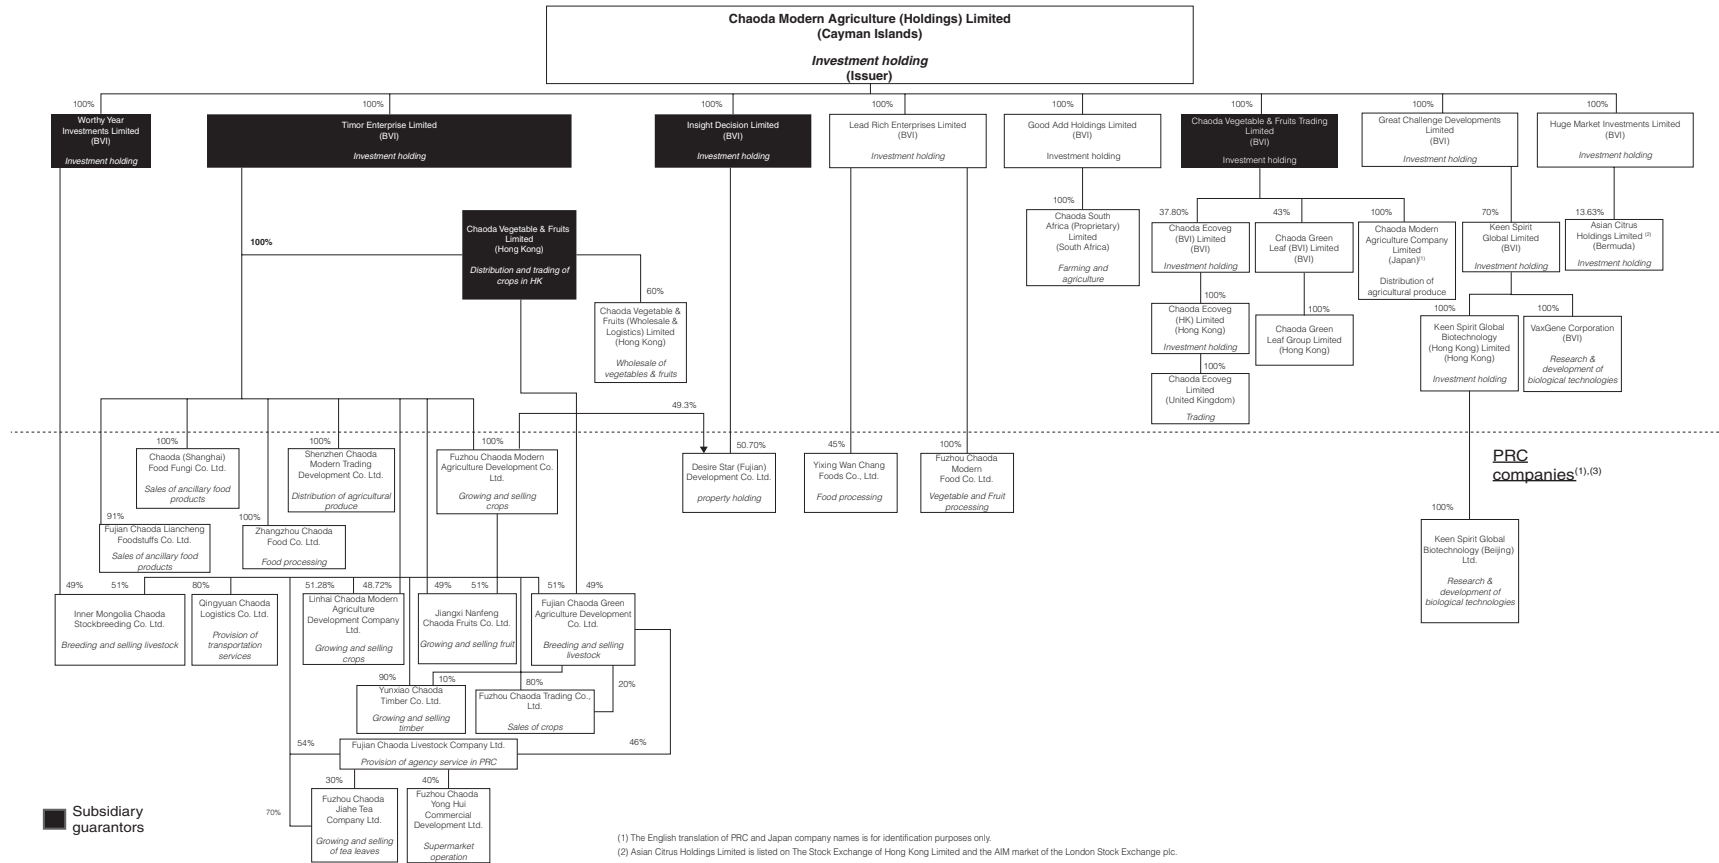 Chaoda Modern Agriculture (Holdings) Limited
(Cayman Islands)
Investment holding
(Issuer)
100%
100%
100%
100%
100%
100%
100%
100%
Worthy Year
Investments Limited
(BVI)
Investment holding
Timor Enterprise Limited
(BVI)
Investment holding
Insight Decision Limited
(BVI)
Investment holding
Lead Rich Enterprises Limited
(BVI)
Investment holding
Good Add Holdings Limited
(BVI)
Investment holding
Chaoda Vegetable & Fruits Trading
Limited
(BVI)
Investment holding
Great Challenge Developments
Limited
(BVI)
Investment holding
Huge Market Investments Limited
(BVI)
Investment holding
100%
Chaoda Vegetable & Fruits
Limited
(Hong Kong)
Distribution and trading of
crops in HK
60%
Chaoda Vegetable &
Fruits (Wholesale &
Logistics) Limited
(Hong Kong)
Wholesale of
vegetables & fruits
100%
Chaoda South
Africa (Proprietary)
Limited
(South Africa)
Farming and
agriculture
37.80%
Chaoda Ecoveg
(BVI) Limited
(BVI)
Investment holding
43%
Chaoda Green
Leaf (BVI) Limited
(BVI)
100%
Chaoda Modern
Agriculture Company
Limited
(Japan)(1)
Distribution of
agricultural produce
70%
Keen Spirit
Global Limited
(BVI)
Investment holding
13.63%
Asian Citrus
Holdings Limited (2)
(Bermuda)
Investment holding
100%
Chaoda Ecoveg
(HK) Limited
(Hong Kong)
Investment holding
100%
Chaoda Green
Leaf Group Limited
(Hong Kong)
100%
Keen Spirit Global
Biotechnology
(Hong Kong) Limited
(Hong Kong)
Investment holding
100%
VaxGene Corporation
(BVI)
Research &
development of
biological technologies
100%
Chaoda Ecoveg
Limited
(United Kingdom)
Trading
49.3%
100%
Chaoda (Shanghai)
Food Fungi Co. Ltd.
Sales of ancillary food
products
100%
Shenzhen Chaoda
Modern Trading
Development Co. Ltd.
Distribution of agricultural
produce
100%
Fuzhou Chaoda Modern
Agriculture Development Co.
Ltd.
Growing and selling
crops
50.70%
Desire Star (Fujian)
Development Co. Ltd.
property holding
45%
Yixing Wan Chang
Foods Co., Ltd.
Food processing
100%
Fuzhou Chaoda
Modern
Food Co. Ltd.
Vegetable and Fruit
processing
PRC
companies(1),(3)
91%
Fujian Chaoda Liancheng
Foodstuffs Co. Ltd.
Sales of ancillary food
products
100%
Zhangzhou Chaoda
Food Co. Ltd.
Food processing
100%
Keen Spirit Global
Biotechnology (Beijing)
Ltd.
Research &
development of
biological technologies
49%
51%
Inner Mongolia Chaoda
Stockbreeding Co. Ltd.
Breeding and selling livestock
80%
Qingyuan Chaoda
Logistics Co. Ltd.
Provision of
transportation
services
51.28%
48.72%
Linhai Chaoda Modern
Agriculture
Development Company
Ltd.
Growing and selling
crops
49%
51%
Jiangxi Nanfeng
Chaoda Fruits Co. Ltd.
Growing and selling fruit
51%
49%
Fujian Chaoda Green
Agriculture Development
Co. Ltd.
Breeding and selling
livestock
90%
10%
Yunxiao Chaoda
Timber Co. Ltd.
Growing and selling
timber
80%
20%
Fuzhou Chaoda Trading Co.,
Ltd.
Sales of crops
54%
46%
Fujian Chaoda Livestock Company Ltd.
Provision of agency service in PRC
30%
40%
70%
Fuzhou Chaoda
Jiahe Tea
Company Ltd.
Growing and selling
of tea leaves
Fuzhou Chaoda
Yong Hui
Commercial
Development Ltd.
Supermarket
operation
Subsidiary
guarantors
(1) The English translation of PRC and Japan company names is for identification purposes only.
(2) Asian Citrus Holdings Limited is listed on The Stock Exchange of Hong Kong Limited and the AIM market of the London Stock Exchange plc.